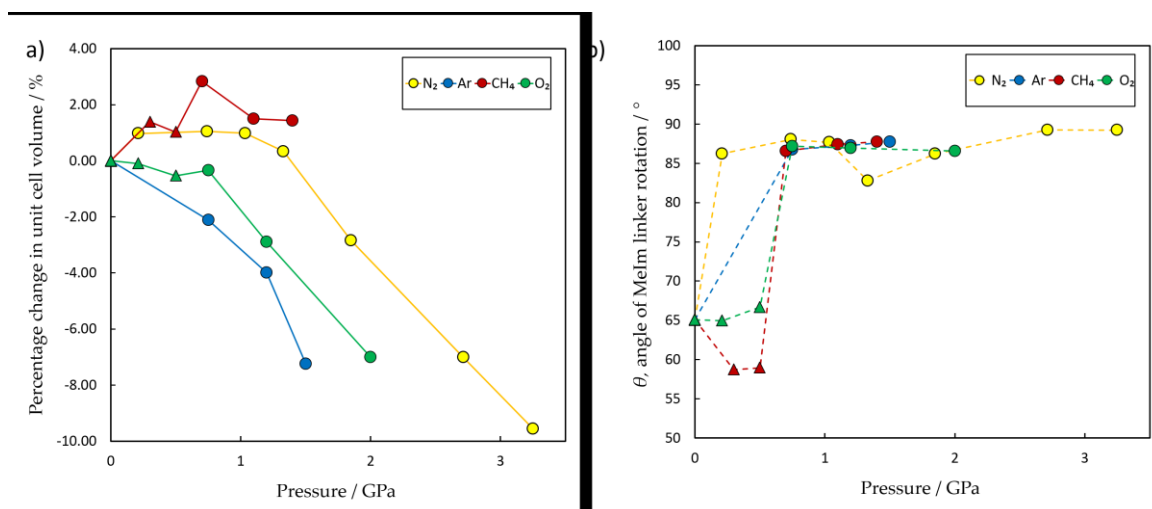 a)
Percentage change in unit cell volume / %
4.00
2.00
0.00
-2.00
-4.00
-6.00
-8.00
-10.00
N₂ Ar CH₄ O₂
0 1 2 3
Pressure / GPa
b)
θ, angle of MeIm linker rotation / °
100
95
90
85
80
75
70
65
60
55
50
N₂ Ar CH₄ O₂
0 1 2 3
Pressure / GPa